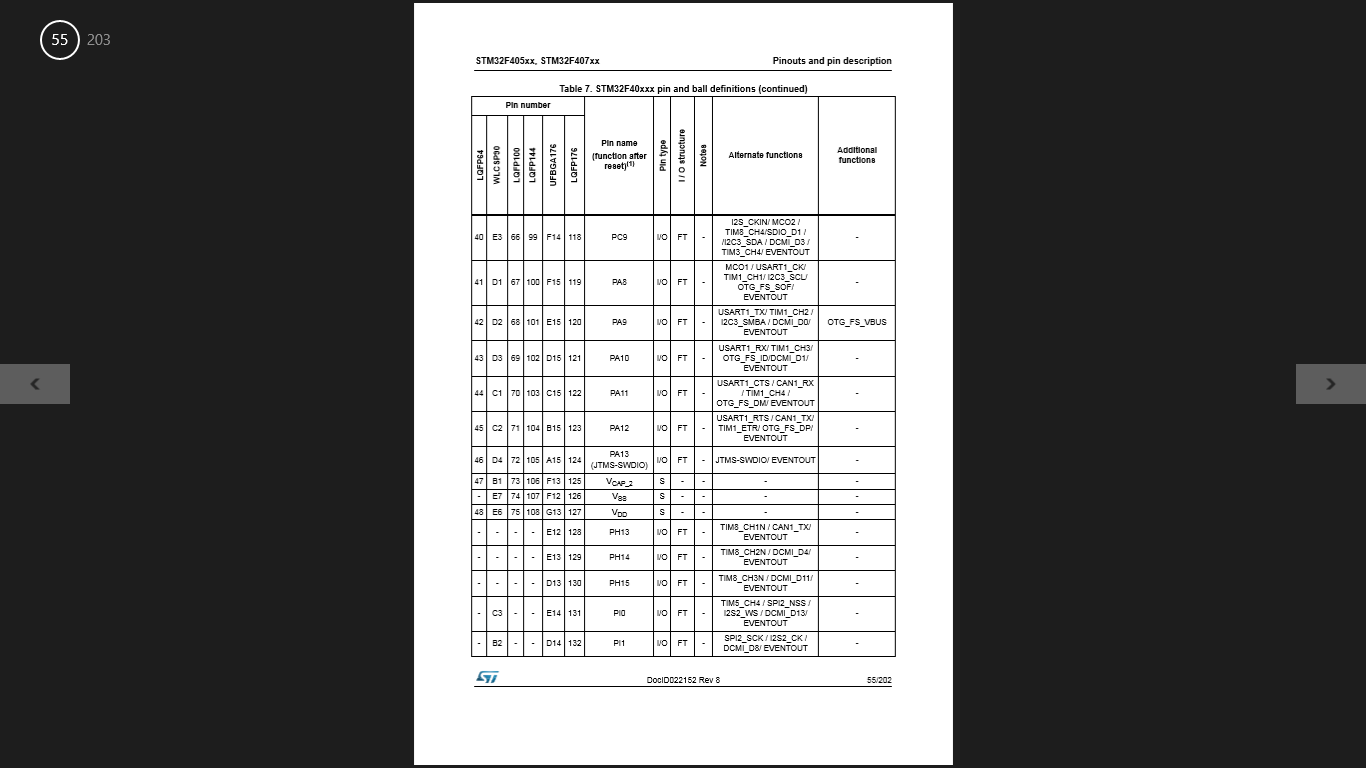 55 203
STM32F405xx, STM32F407xx Pinouts and pin description
Table 7. STM32F40xxx pin and ball definitions (continued)
Pin number
LQFP64
WLCSP90
LQFP100
LQFP144
UFBGA176
LQFP176
Pin name
(function after
reset)(1)
Pin type
I / O structure
Notes
Alternate functions
Additional
functions
40 E3 66 99 F14 118 PC9 I/O FT -
I2S_CKIN/ MCO2 /
TIM8_CH4/SDIO_D1 /
/I2C3_SDA / DCMI_D3 /
TIM3_CH4/ EVENTOUT
-
41 D1 67 100 F15 119 PA8 I/O FT -
MCO1 / USART1_CK/
TIM1_CH1/ I2C3_SCL/
OTG_FS_SOF/
EVENTOUT
-
42 D2 68 101 E15 120 PA9 I/O FT -
USART1_TX/ TIM1_CH2 /
I2C3_SMBA / DCMI_D0/
EVENTOUT
OTG_FS_VBUS
43 D3 69 102 D15 121 PA10 I/O FT -
USART1_RX/ TIM1_CH3/
OTG_FS_ID/DCMI_D1/
EVENTOUT
-
44 C1 70 103 C15 122 PA11 I/O FT -
USART1_CTS / CAN1_RX
/ TIM1_CH4 /
OTG_FS_DM/ EVENTOUT
-
45 C2 71 104 B15 123 PA12 I/O FT -
USART1_RTS / CAN1_TX/
TIM1_ETR/ OTG_FS_DP/
EVENTOUT
-
46 D4 72 105 A15 124 PA13
(JTMS-SWDIO) I/O FT - JTMS-SWDIO/ EVENTOUT -
47 B1 73 106 F13 125 VCAP_2 S - - - -
- E7 74 107 F12 126 VSS S - - - -
48 E6 75 108 G13 127 VDD S - - - -
- - - - E12 128 PH13 I/O FT -
TIM8_CH1N / CAN1_TX/
EVENTOUT
-
- - - - E13 129 PH14 I/O FT -
TIM8_CH2N / DCMI_D4/
EVENTOUT
-
- - - - D13 130 PH15 I/O FT -
TIM8_CH3N / DCMI_D11/
EVENTOUT
-
- C3 - - E14 131 PI0 I/O FT -
TIM5_CH4 / SPI2_NSS /
I2S2_WS / DCMI_D13/
EVENTOUT
-
- B2 - - D14 132 PI1 I/O FT -
SPI2_SCK / I2S2_CK /
DCMI_D8/ EVENTOUT
-
ST DocID022152 Rev 8 55/202